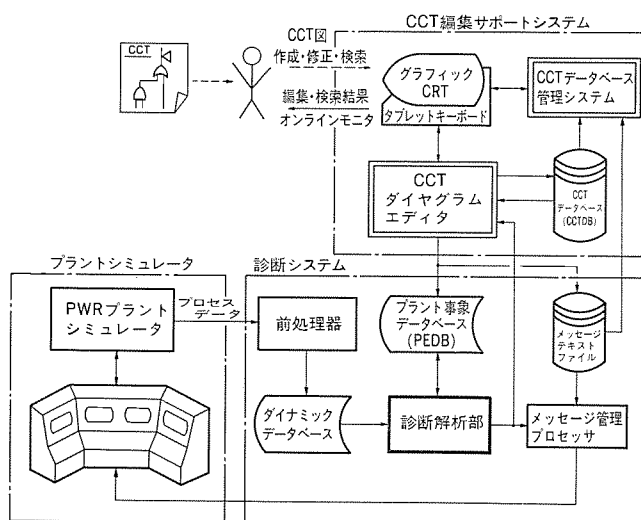 CCT編集サポートシステム
CCT
CCT図
作成・修正・検索
編集・検索結果
オンラインモニタ
グラフィック
CRT
タブレットキーボード
CCTデータベース
管理システム
CCT
ダイヤグラム
エディタ
CCT
データベース
(CCTDB)
プラントシミュレータ
診断システム
PWRプラント
シミュレータ
プロセス
データ
前処理器
プラント事象
データベース
(PEDB)
メッセージ
テキスト
ファイル
ダイナミック
データベース
診断解析部
メッセージ管理
プロセッサ